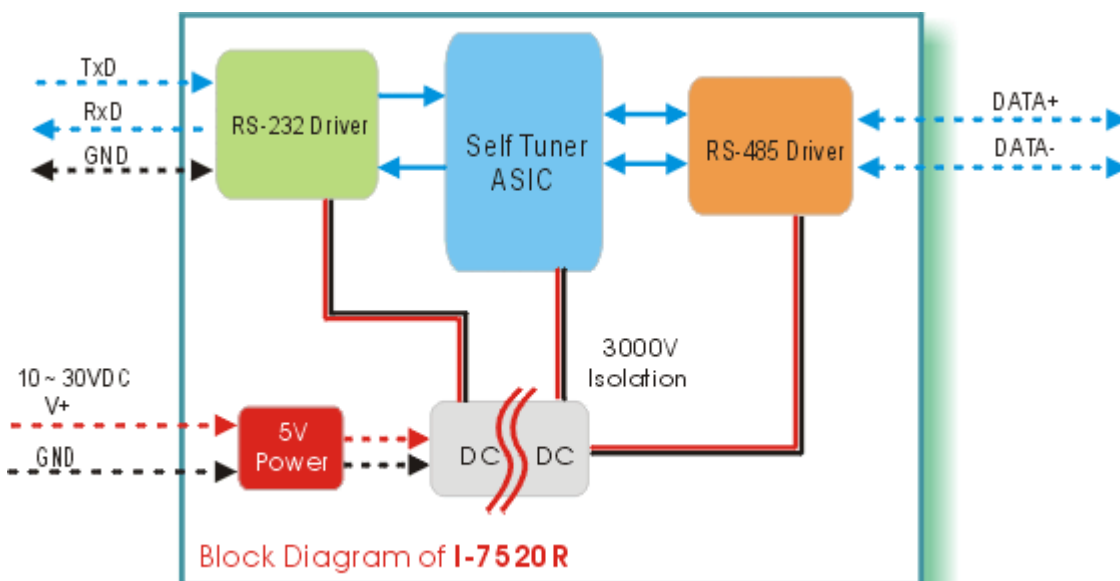 TxD
RxD
GND
RS-232 Driver
Self Tuner
ASIC
RS-485 Driver
DATA+
DATA-
3000V
Isolation
10~30VDC
V+
GND
5V
Power
DC
DC
Block Diagram of I-7520R